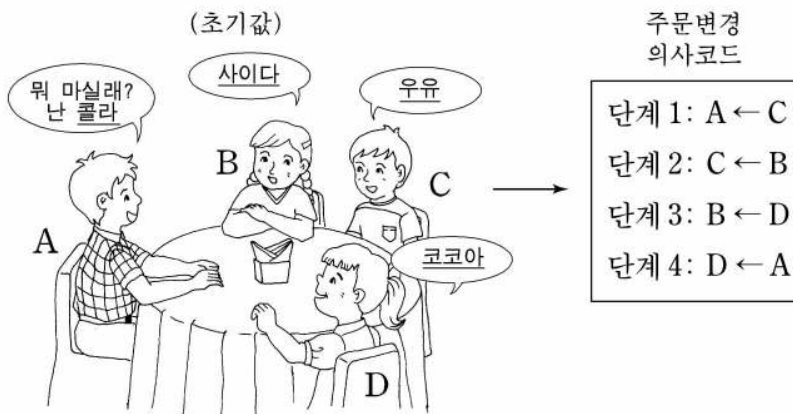 (초기값)
주문변경
의사코드
뭐 마실래?
난 콜라
사이다
우유
코코아
A
B
C
D
단계 1: A ← C
단계 2: C ← B
단계 3: B ← D
단계 4: D ← A